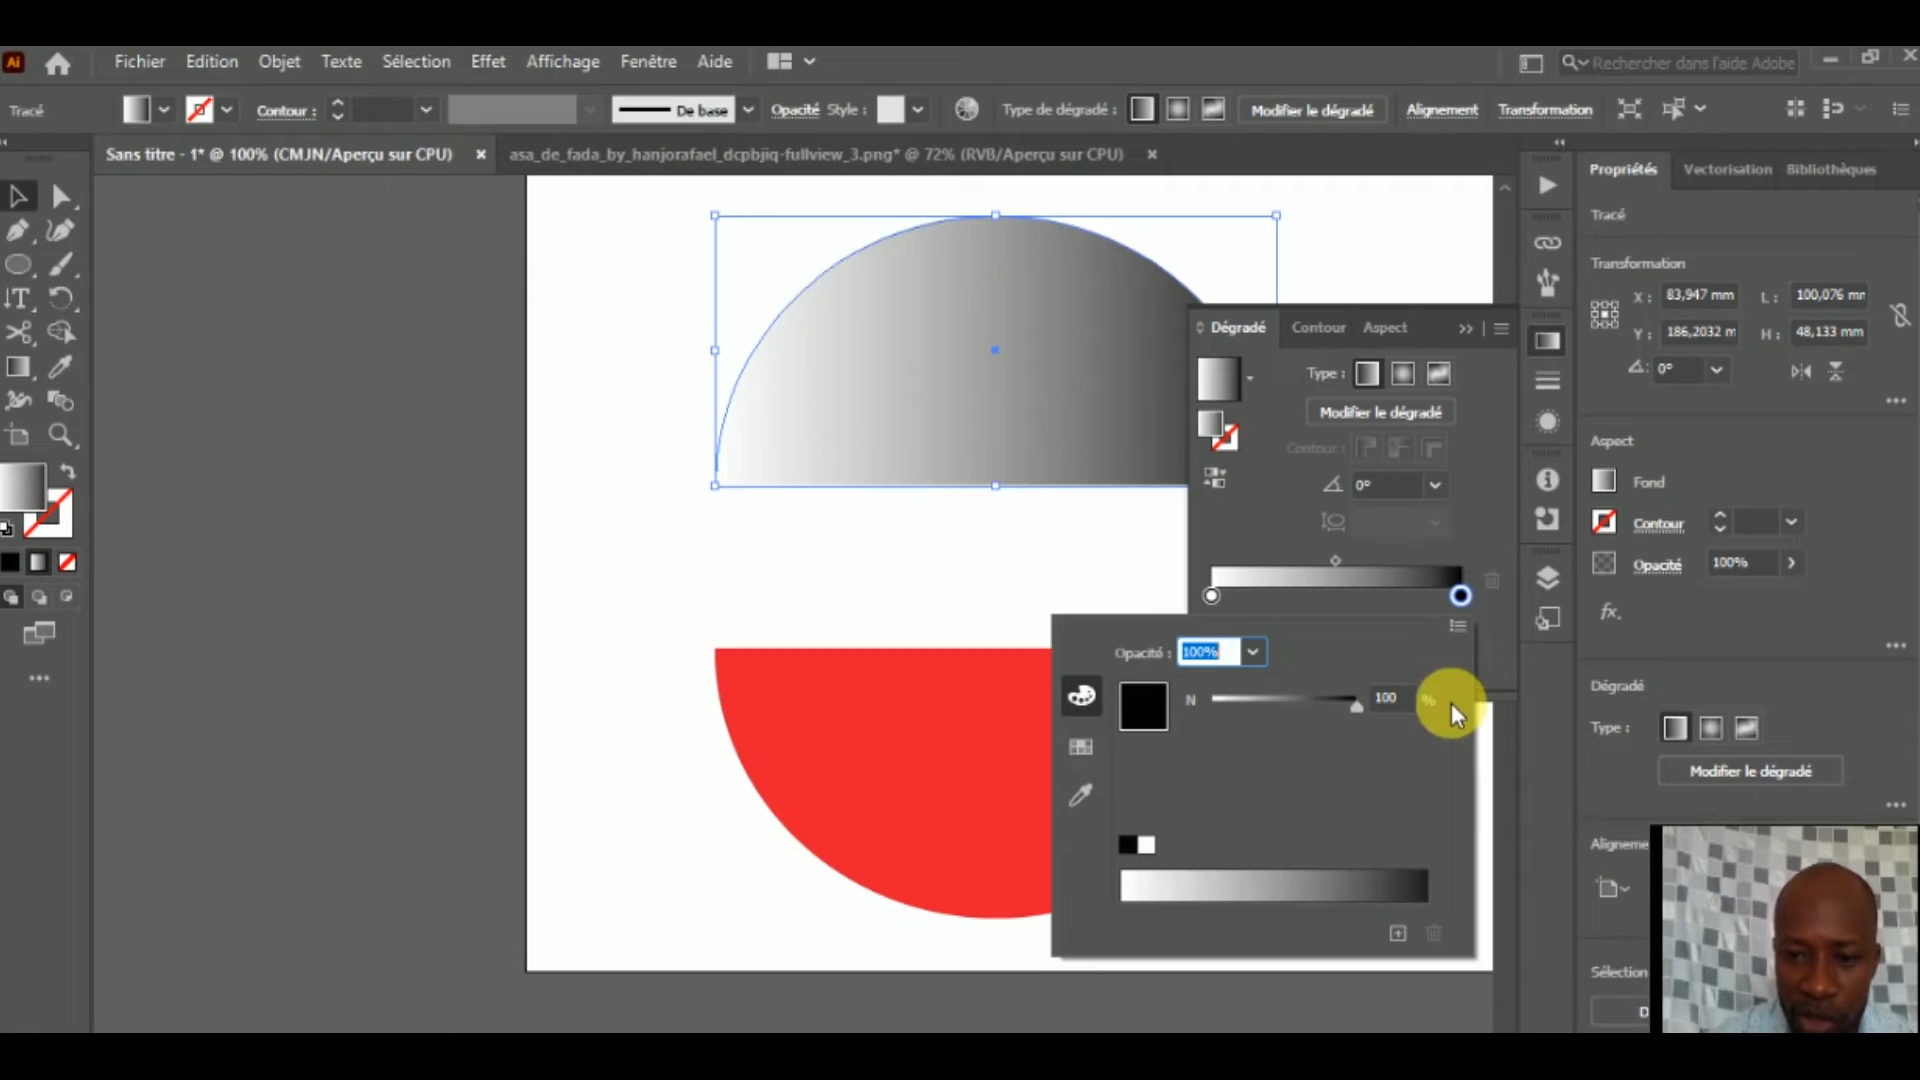 Ai
Fichier Edition Objet Texte Sélection Effet Affichage Fenêtre Aide
Rechercher dans l'aide Adobe
Tracé
Contour :
De base
Opacité Style :
Type de dégradé :
Modifier le dégradé
Alignement
Transformation
Sans titre - 1* @ 100% (CMJN/Aperçu sur CPU)
asa_de_fada_by_hanjorafael_dcpbjiq-fullview_3.png* @ 72% (RVB/Aperçu sur CPU)
Propriétés Vectorisation Bibliothèques
Tracé
Transformation
X : 83,947 mm L : 100,076 mm
Y : 186,2032 m H : 48,133 mm
0°
Aspect
Fond
Contour
Opacité 100%
fx.
Dégradé
Type :
Modifier le dégradé
Aligneme
Sélection
D
Dégradé Contour Aspect
Type :
Modifier le dégradé
Contour :
0°
Opacité : 100%
N 100 %